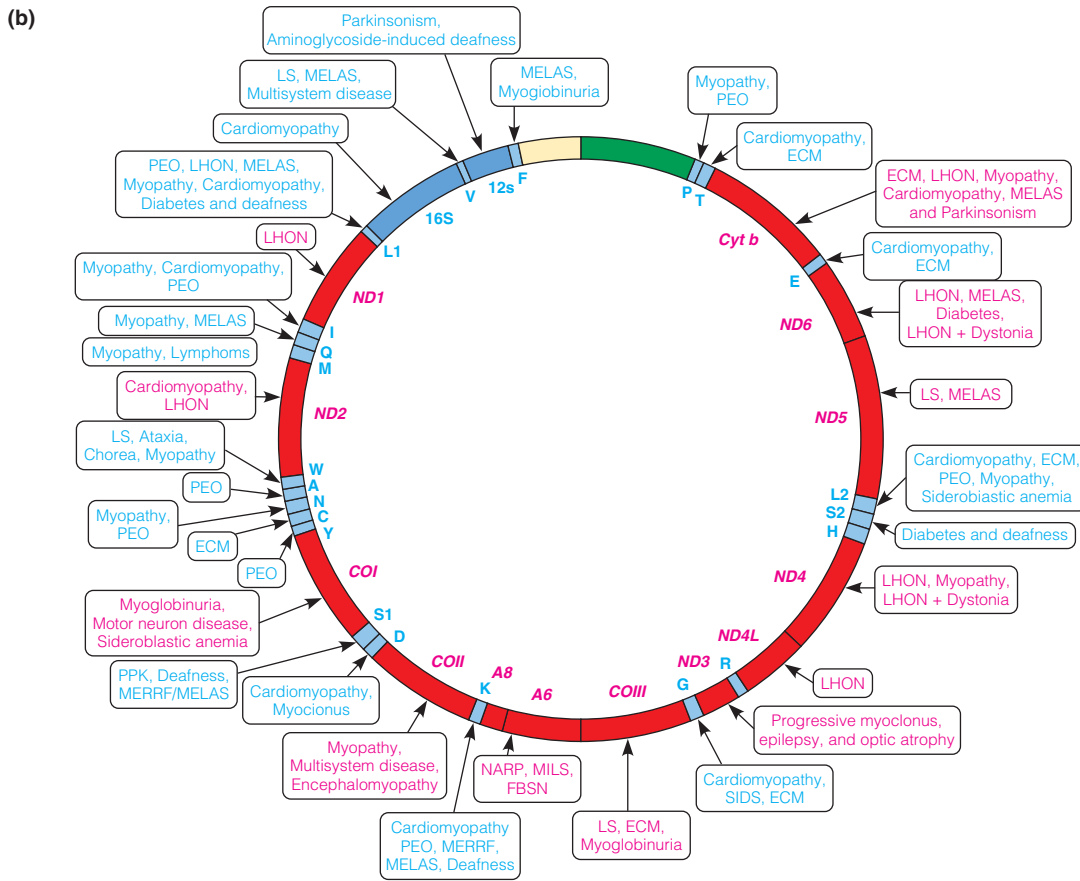 (b)
Parkinsonism,
Aminoglycoside-induced deafness
LS, MELAS,
Multisystem disease
MELAS,
Myogiobinuria
Cardiomyopathy
PEO, LHON, MELAS,
Myopathy, Cardiomyopathy,
Diabetes and deafness
LHON
Myopathy, Cardiomyopathy,
PEO
Myopathy, MELAS
Myopathy, Lymphoms
Cardiomyopathy,
LHON
LS, Ataxia,
Chorea, Myopathy
PEO
Myopathy,
PEO
ECM
PEO
Myoglobinuria,
Motor neuron disease,
Sideroblastic anemia
PPK, Deafness,
MERRF/MELAS
Cardiomyopathy,
Myocionus
Myopathy,
Multisystem disease,
Encephalomyopathy
Cardiomyopathy
PEO, MERRF,
MELAS, Deafness
NARP, MILS,
FBSN
LS, ECM,
Myoglobinuria
Cardiomyopathy,
SIDS, ECM
Progressive myoclonus,
epilepsy, and optic atrophy
LHON
LHON, Myopathy,
LHON + Dystonia
Diabetes and deafness
Cardiomyopathy, ECM,
PEO, Myopathy,
Siderobiastic anemia
LS, MELAS
LHON, MELAS,
Diabetes,
LHON + Dystonia
Cardiomyopathy,
ECM
ECM, LHON, Myopathy,
Cardiomyopathy, MELAS
and Parkinsonism
Cardiomyopathy,
ECM
Myopathy,
PEO
F
12s
V
16S
L1
ND1
I
Q
M
ND2
W
A
N
C
Y
COI
S1
D
COII
K
A8
A6
COIII
G
ND3
R
ND4L
ND4
H
S2
L2
ND5
ND6
E
Cyt b
T
P